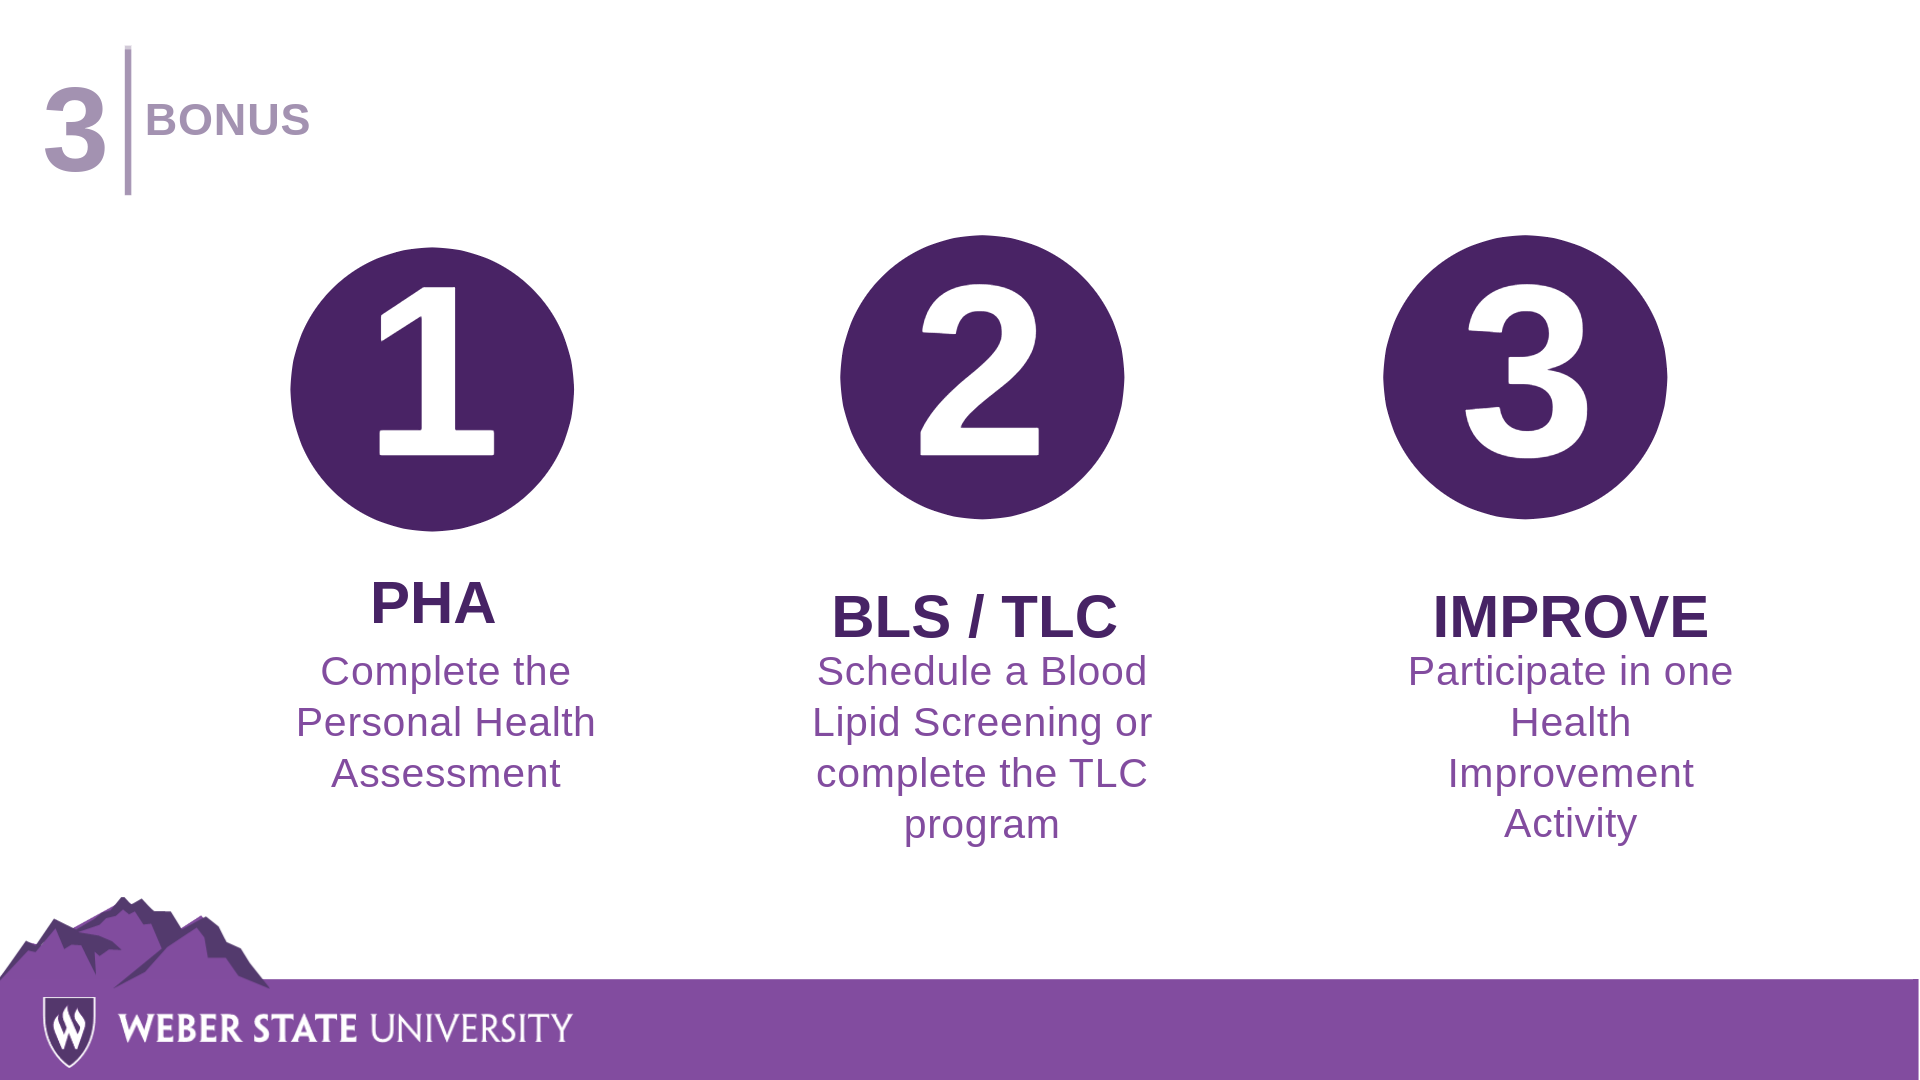 3
BONUS
1
2
3
PHA
Complete the
Personal Health
Assessment
BLS / TLC
Schedule a Blood
Lipid Screening or
complete the TLC
program
IMPROVE
Participate in one
Health
Improvement
Activity
W
WEBER STATE UNIVERSITY